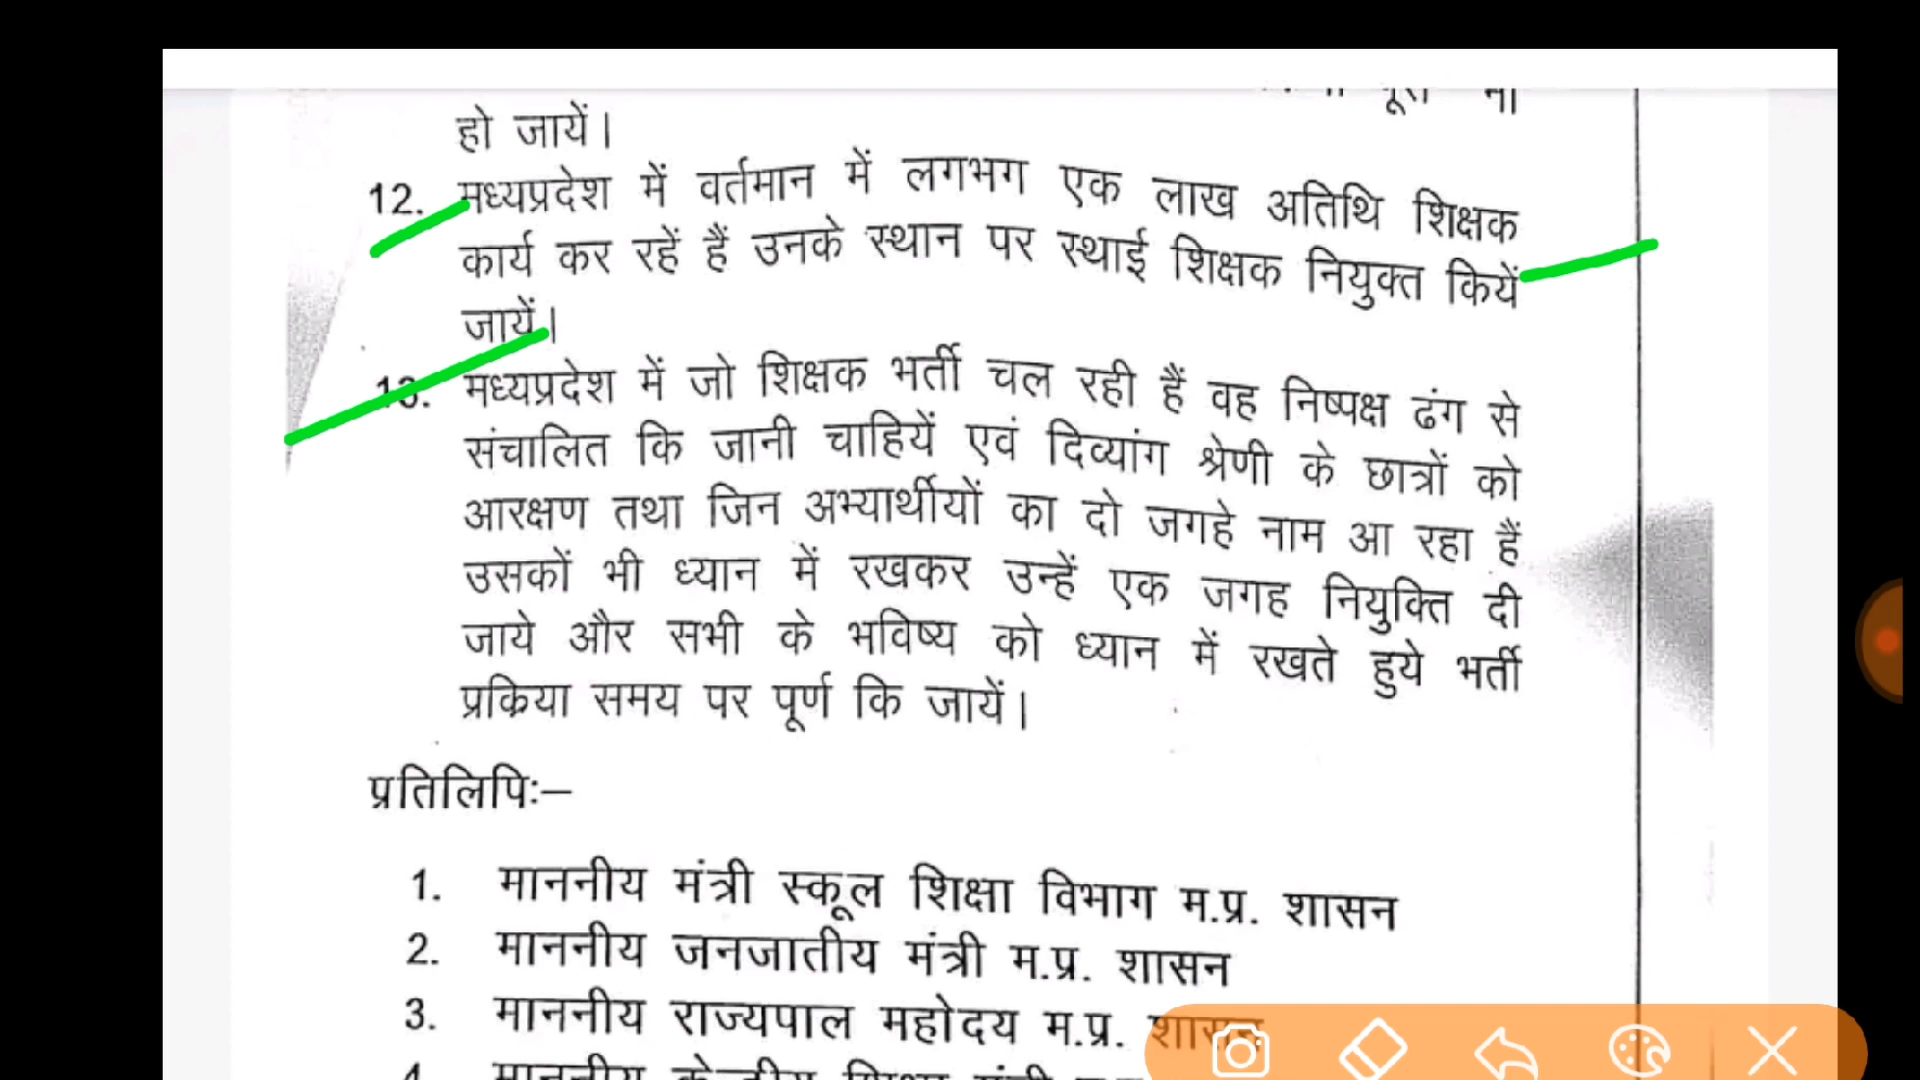 हो जायें।
12. मध्यप्रदेश में वर्तमान में लगभग एक लाख अतिथि शिक्षक
कार्य कर रहें हैं उनके स्थान पर स्थाई शिक्षक नियुक्त कियें
जायें।
13. मध्यप्रदेश में जो शिक्षक भर्ती चल रही हैं वह निष्पक्ष ढंग से
संचालित कि जानी चाहियें एवं दिव्यांग श्रेणी के छात्रों को
आरक्षण तथा जिन अभ्यार्थीयों का दो जगहे नाम आ रहा हैं
उसकों भी ध्यान में रखकर उन्हें एक जगह नियुक्ति दी
जाये और सभी के भविष्य को ध्यान में रखते हुये भर्ती
प्रकिया समय पर पूर्ण कि जायें।
प्रतिलिपिः–
1. माननीय मंत्री स्कूल शिक्षा विभाग म.प्र. शासन
2. माननीय जनजातीय मंत्री म.प्र. शासन
3. माननीय राज्यपाल महोदय म.प्र. शासन